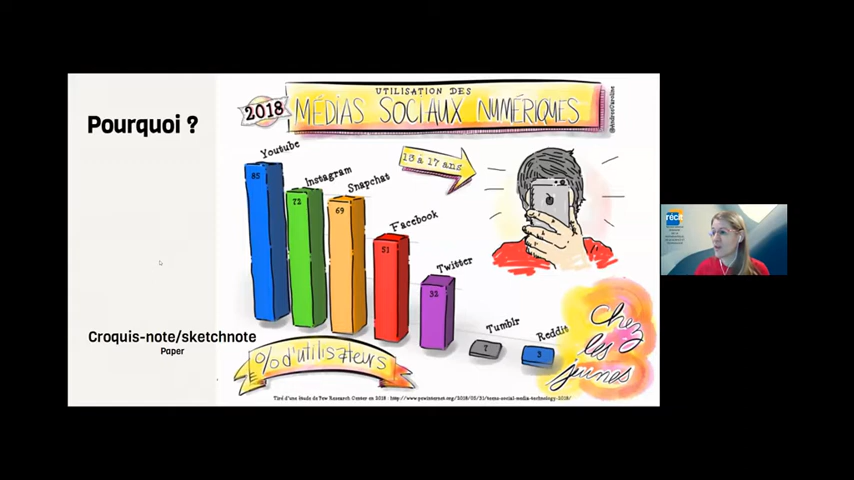 Pourquoi ?
Croquis-note/sketchnote
Paper
2018
UTILISATION DES
MÉDIAS SOCIAUX NUMÉRIQUES
@AndreeCaroline
13 à 17 ans
Youtube
85
Instagram
72
Snapchat
69
Facebook
51
Twitter
32
Tumblr
7
Reddit
3
% d'utilisateurs
Chez
les
jeunes
Tiré d'une étude du Pew Research Center en 2018 : http://www.pewinternet.org/2018/05/31/teens-social-media-technology-2018/
récit